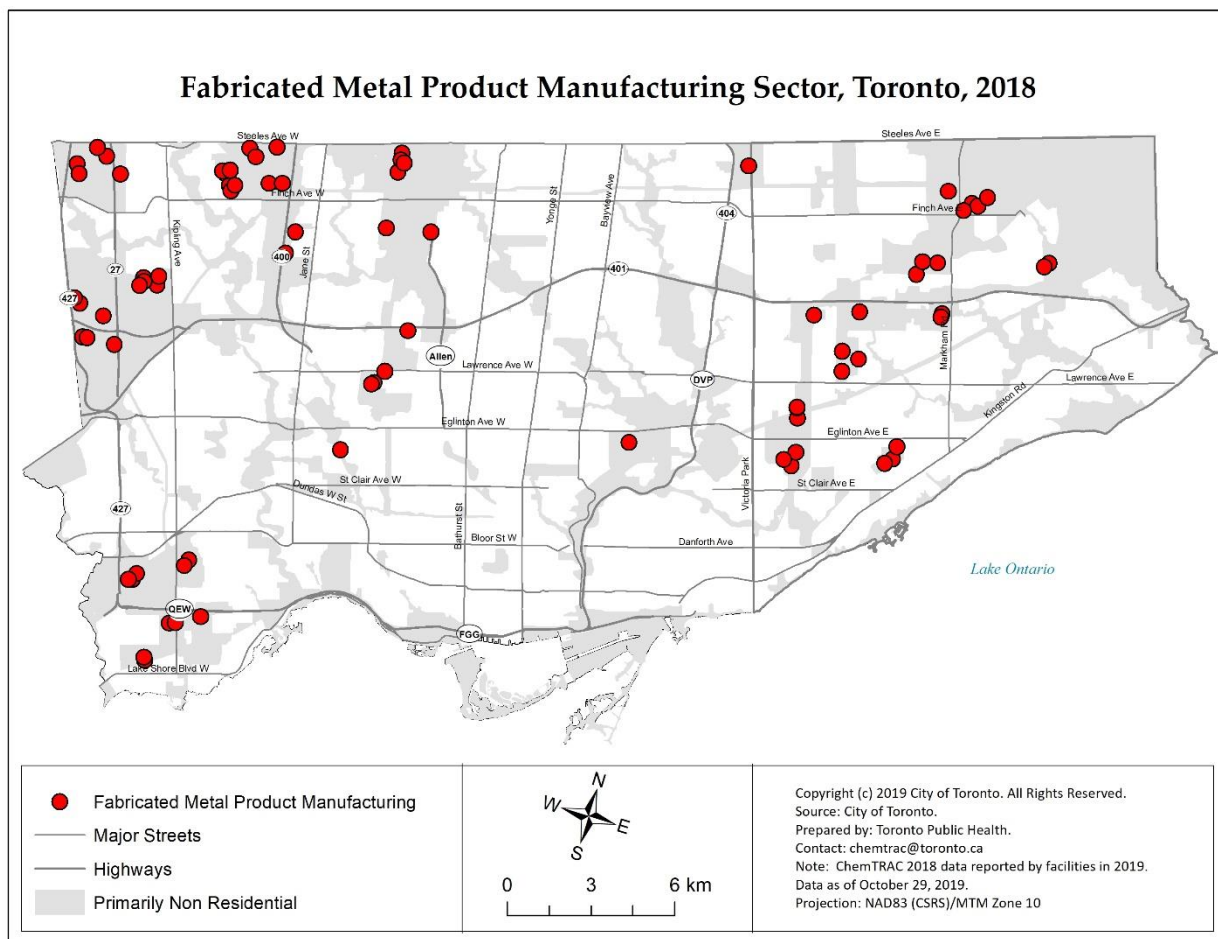 Fabricated Metal Product Manufacturing Sector, Toronto, 2018
Steeles Ave W
Steeles Ave E
Finch Ave W
Finch Ave E
Kipling Ave
Jane St
Yonge St
Bayview Ave
404
27
400
401
427
Markham Rd
Allen
Lawrence Ave W
DVP
Lawrence Ave E
Kingston Rd
Eglinton Ave W
Eglinton Ave E
St Clair Ave W
St Clair Ave E
Dundas W St
Victoria Park
427
Bathurst St
Bloor St W
Danforth Ave
Lake Ontario
QEW
FGG
Lake Shore Blvd W
Fabricated Metal Product Manufacturing
Major Streets
Highways
Primarily Non Residential
N
W
E
S
0 3 6 km
Copyright (c) 2019 City of Toronto. All Rights Reserved.
Source: City of Toronto.
Prepared by: Toronto Public Health.
Contact: chemtrac@toronto.ca
Note: ChemTRAC 2018 data reported by facilities in 2019.
Data as of October 29, 2019.
Projection: NAD83 (CSRS)/MTM Zone 10